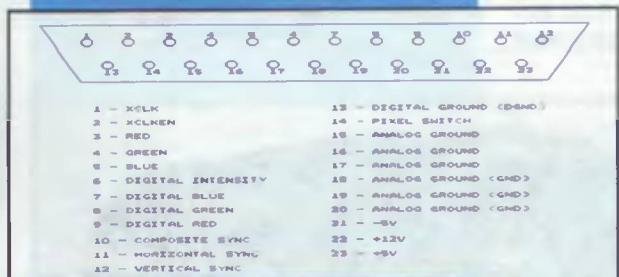 1 2 3 4 5 6 7 8 9 10 11 12
13 14 15 16 17 18 19 20 21 22 23
1 - XCLK
2 - XCLKEN
3 - RED
4 - GREEN
5 - BLUE
6 - DIGITAL INTENSITY
7 - DIGITAL BLUE
8 - DIGITAL GREEN
9 - DIGITAL RED
10 - COMPOSITE SYNC
11 - HORIZONTAL SYNC
12 - VERTICAL SYNC
13 - DIGITAL GROUND (DGND)
14 - PIXEL SWITCH
15 - ANALOG GROUND
16 - ANALOG GROUND
17 - ANALOG GROUND
18 - ANALOG GROUND (GND)
19 - ANALOG GROUND (GND)
20 - ANALOG GROUND (GND)
21 - -5V
22 - +12V
23 - +5V